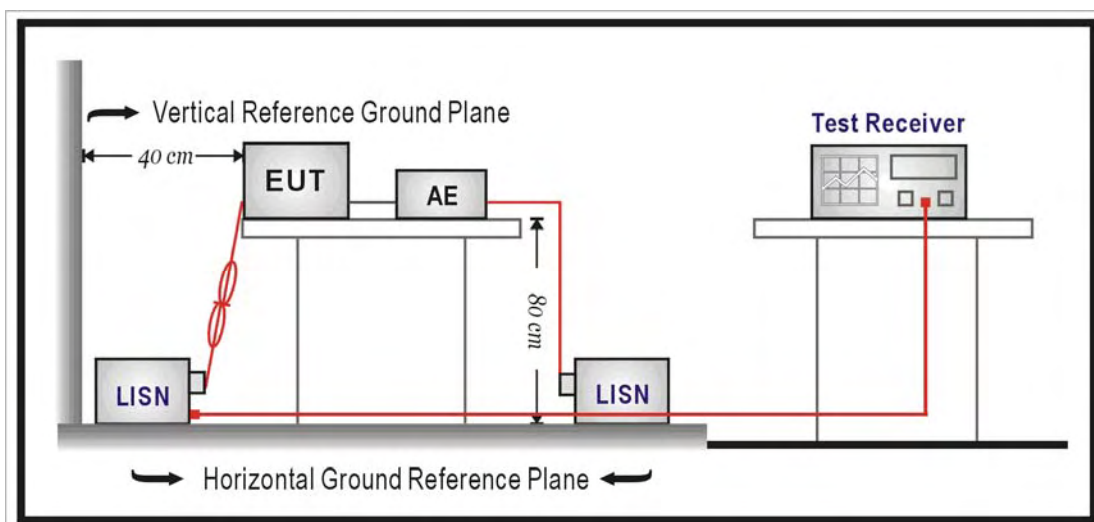 Vertical Reference Ground Plane
40 cm
EUT
AE
Test Receiver
80 cm
LISN
LISN
Horizontal Ground Reference Plane